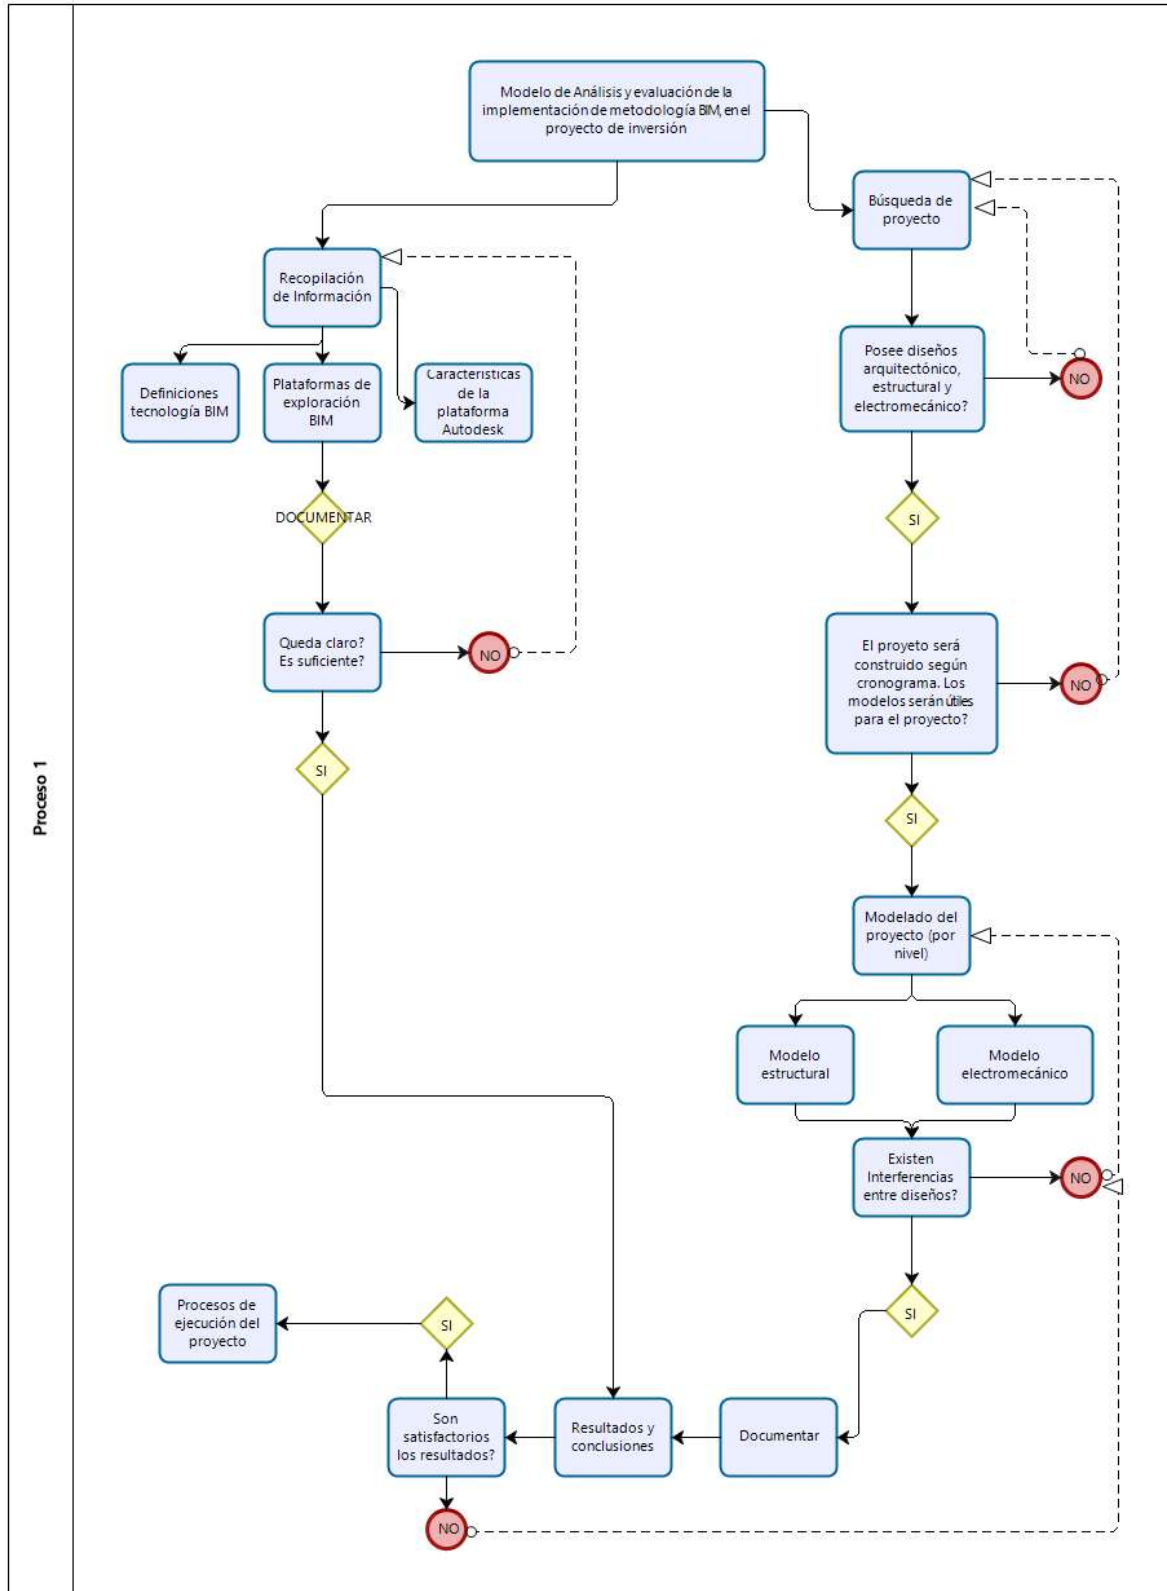 Proceso 1
Modelo de Análisis y evaluación de la
implementación de metodología BIM, en el
proyecto de inversión
Búsqueda de
proyecto
Recopilación
de Información
Posee diseños
arquitectónico,
estructural y
electromecánico?
NO
Definiciones
tecnología BIM
Plataformas de
exploración
BIM
Características
de la
plataforma
Autodesk
DOCUMENTAR
SI
Queda claro?
Es suficiente?
NO
El proyeto será
construido según
cronograma. Los
modelos serán útiles
para el proyecto?
NO
SI
SI
Modelado del
proyecto (por
nivel)
Modelo
estructural
Modelo
electromecánico
Existen
Interferencias
entre diseños?
NO
SI
Procesos de
ejecución del
proyecto
SI
Son
satisfactorios
los resultados?
Resultados y
conclusiones
Documentar
NO